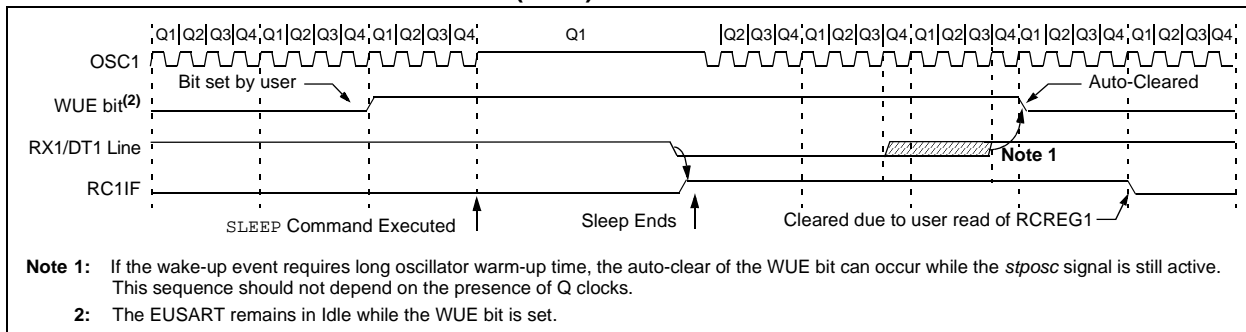 Q1 Q2 Q3 Q4 Q1 Q2 Q3 Q4 Q1 Q2 Q3 Q4 Q1 Q2 Q3 Q4 Q1 Q2 Q3 Q4 Q1 Q2 Q3 Q4 Q1 Q2 Q3 Q4
OSC1
Bit set by user
Auto-Cleared
WUE bit(2)
RX1/DT1 Line
Note 1
RC1IF
SLEEP Command Executed
Sleep Ends
Cleared due to user read of RCREG1
Note 1: If the wake-up event requires long oscillator warm-up time, the auto-clear of the WUE bit can occur while the stposc signal is still active.
This sequence should not depend on the presence of Q clocks.
2: The EUSART remains in Idle while the WUE bit is set.